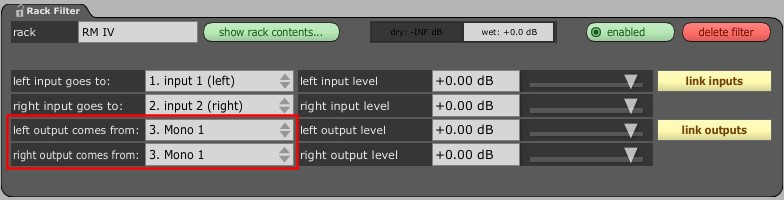 Rack Filter
rack RM IV show rack contents... dry: -INF dB wet: +0.0 dB enabled delete filter
left input goes to: 1. input 1 (left) left input level +0.00 dB link inputs
right input goes to: 2. input 2 (right) right input level +0.00 dB
left output comes from: 3. Mono 1 left output level +0.00 dB link outputs
right output comes from: 3. Mono 1 right output level +0.00 dB